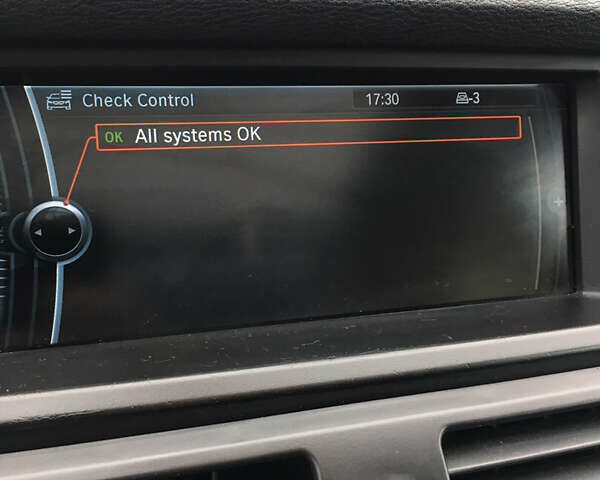 Check Control
17:30
-3
OK All systems OK